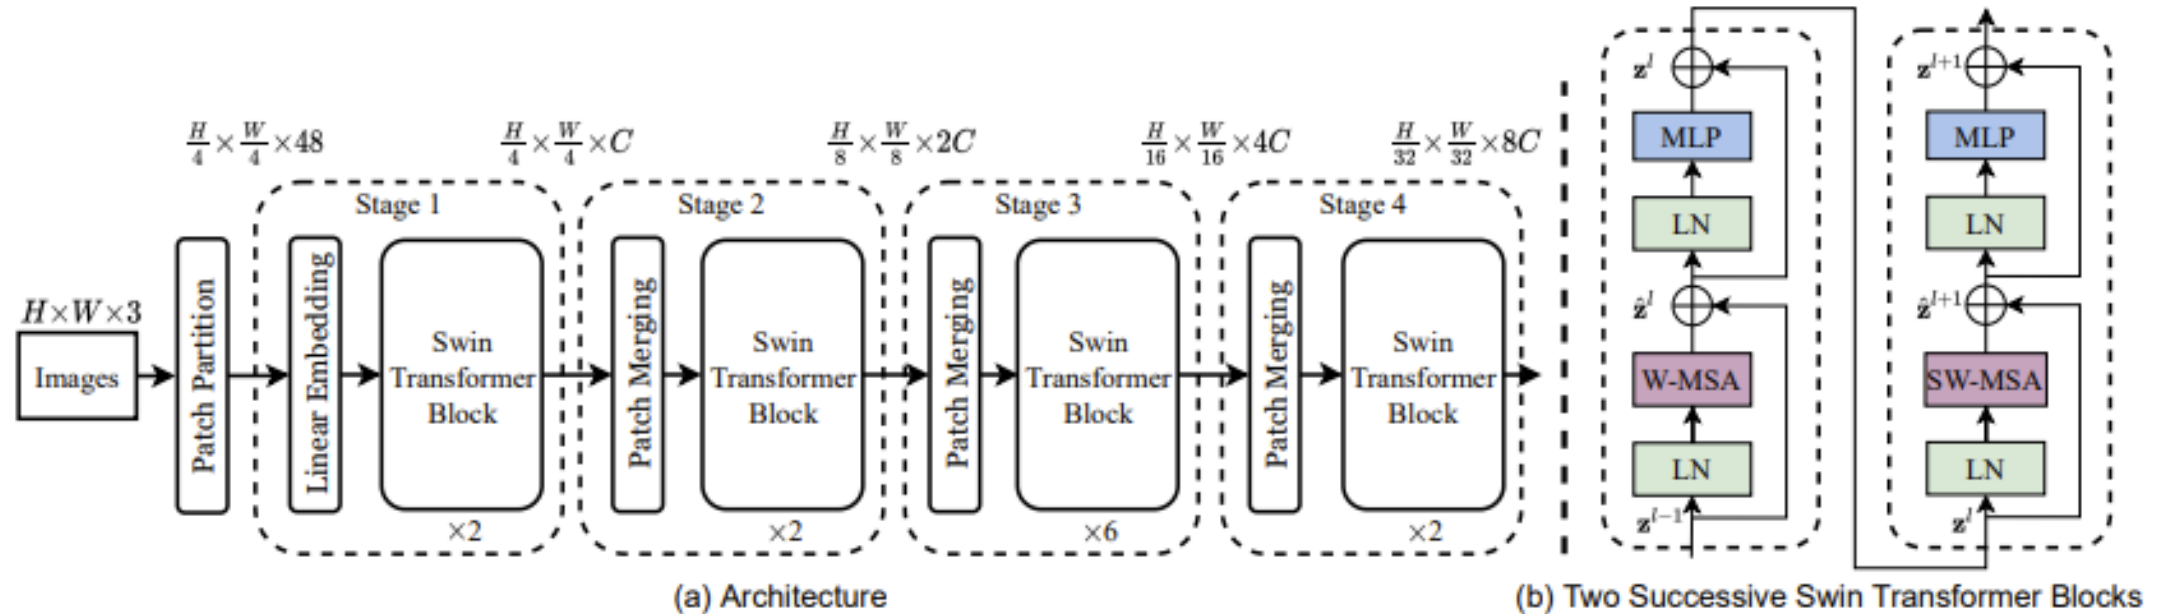 H/4 × W/4 × 48
H/4 × W/4 × C
H/8 × W/8 × 2C
H/16 × W/16 × 4C
H/32 × W/32 × 8C
H×W×3
Images
Patch Partition
Stage 1
Linear Embedding
Swin
Transformer
Block
×2
Stage 2
Patch Merging
Swin
Transformer
Block
×2
Stage 3
Patch Merging
Swin
Transformer
Block
×6
Stage 4
Patch Merging
Swin
Transformer
Block
×2
(a) Architecture
z^l
MLP
LN
ẑ^l
W-MSA
LN
z^{l-1}
z^{l+1}
MLP
LN
ẑ^{l+1}
SW-MSA
LN
z^l
(b) Two Successive Swin Transformer Blocks